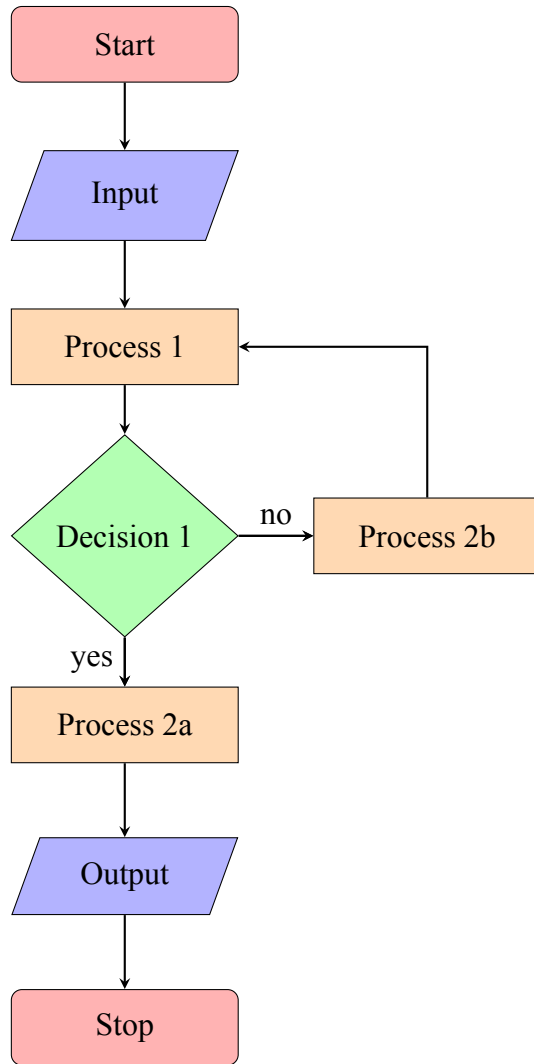 Start
Input
Process 1
Decision 1
no
Process 2b
yes
Process 2a
Output
Stop